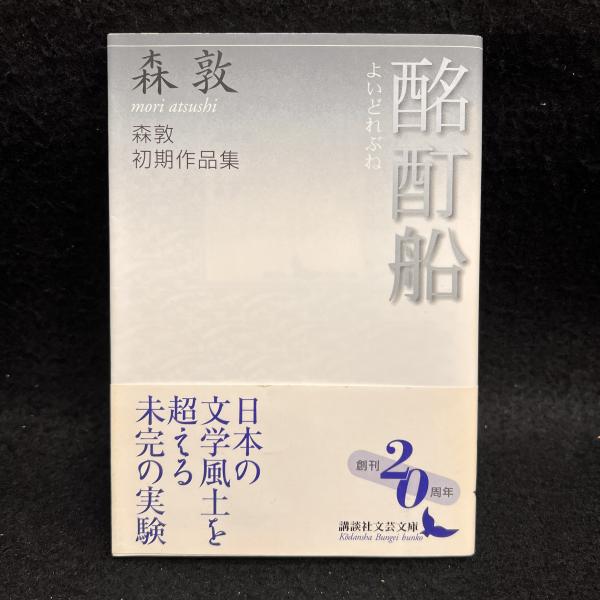 酩酊船
よいどれぶね
森敦
mori atsushi
森敦
初期作品集
日本の
文学風土を
超える
未完の実験
創刊20周年
講談社文芸文庫
Kōdansha Bungei bunko